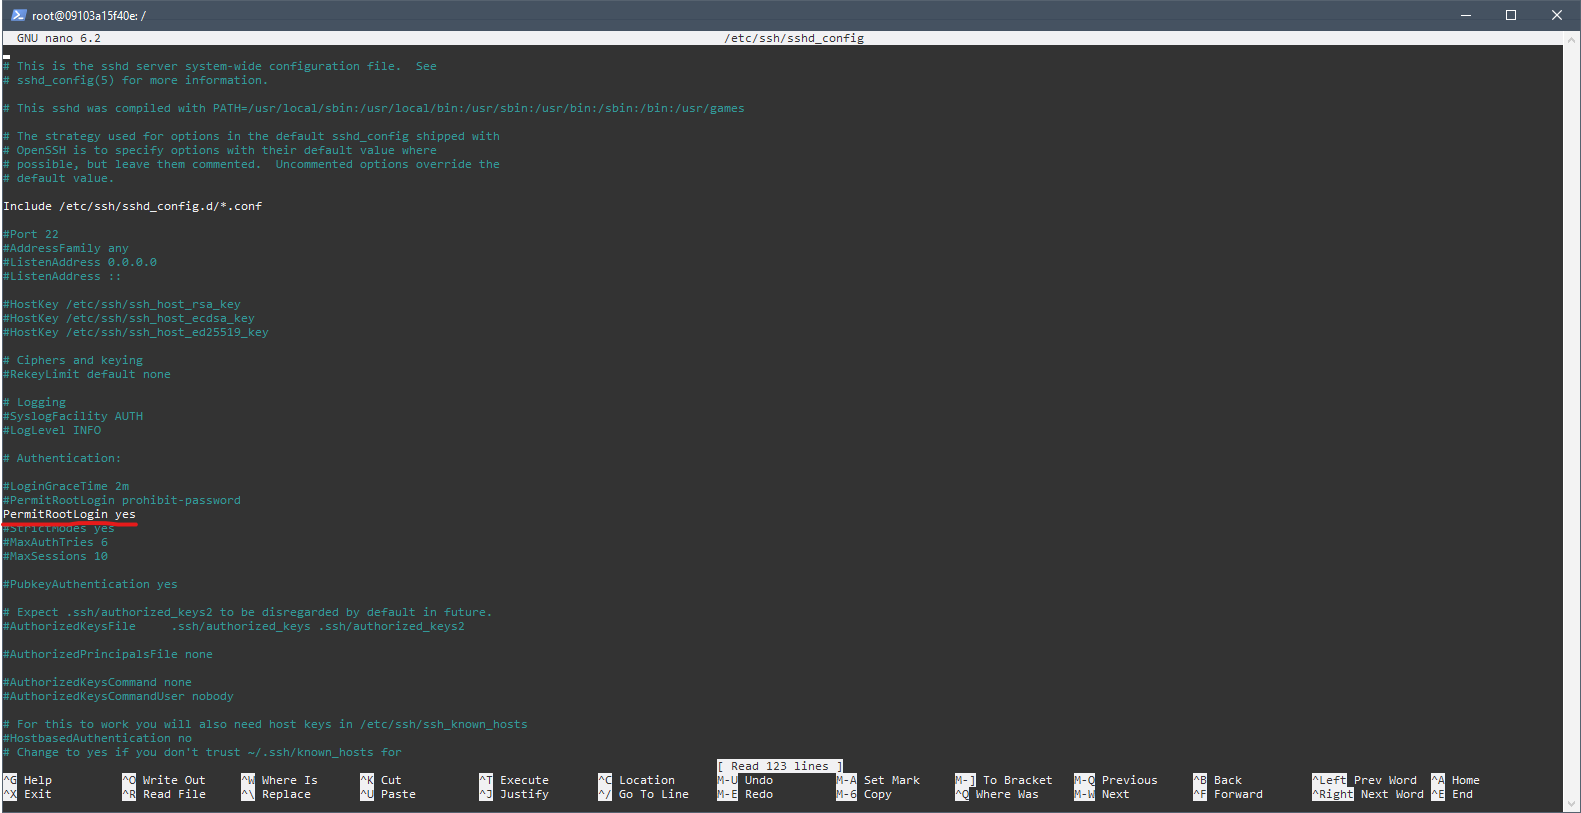 root@09103a15f40e: /
GNU nano 6.2 /etc/ssh/sshd_config
# This is the sshd server system-wide configuration file.  See
# sshd_config(5) for more information.
# This sshd was compiled with PATH=/usr/local/sbin:/usr/local/bin:/usr/sbin:/usr/bin:/sbin:/bin:/usr/games
# The strategy used for options in the default sshd_config shipped with
# OpenSSH is to specify options with their default value where
# possible, but leave them commented.  Uncommented options override the
# default value.
Include /etc/ssh/sshd_config.d/*.conf
#Port 22
#AddressFamily any
#ListenAddress 0.0.0.0
#ListenAddress ::
#HostKey /etc/ssh/ssh_host_rsa_key
#HostKey /etc/ssh/ssh_host_ecdsa_key
#HostKey /etc/ssh/ssh_host_ed25519_key
# Ciphers and keying
#RekeyLimit default none
# Logging
#SyslogFacility AUTH
#LogLevel INFO
# Authentication:
#LoginGraceTime 2m
#PermitRootLogin prohibit-password
PermitRootLogin yes
#StrictModes yes
#MaxAuthTries 6
#MaxSessions 10
#PubkeyAuthentication yes
# Expect .ssh/authorized_keys2 to be disregarded by default in future.
#AuthorizedKeysFile     .ssh/authorized_keys .ssh/authorized_keys2
#AuthorizedPrincipalsFile none
#AuthorizedKeysCommand none
#AuthorizedKeysCommandUser nobody
# For this to work you will also need host keys in /etc/ssh/ssh_known_hosts
#HostbasedAuthentication no
# Change to yes if you don't trust ~/.ssh/known_hosts for
[ Read 123 lines ]
^G Help ^O Write Out ^W Where Is ^K Cut ^T Execute ^C Location M-U Undo M-A Set Mark M-] To Bracket M-Q Previous ^B Back ^Left Prev Word ^A Home
^X Exit ^R Read File ^\ Replace ^U Paste ^J Justify ^/ Go To Line M-E Redo M-6 Copy ^Q Where Was M-W Next ^F Forward ^Right Next Word ^E End